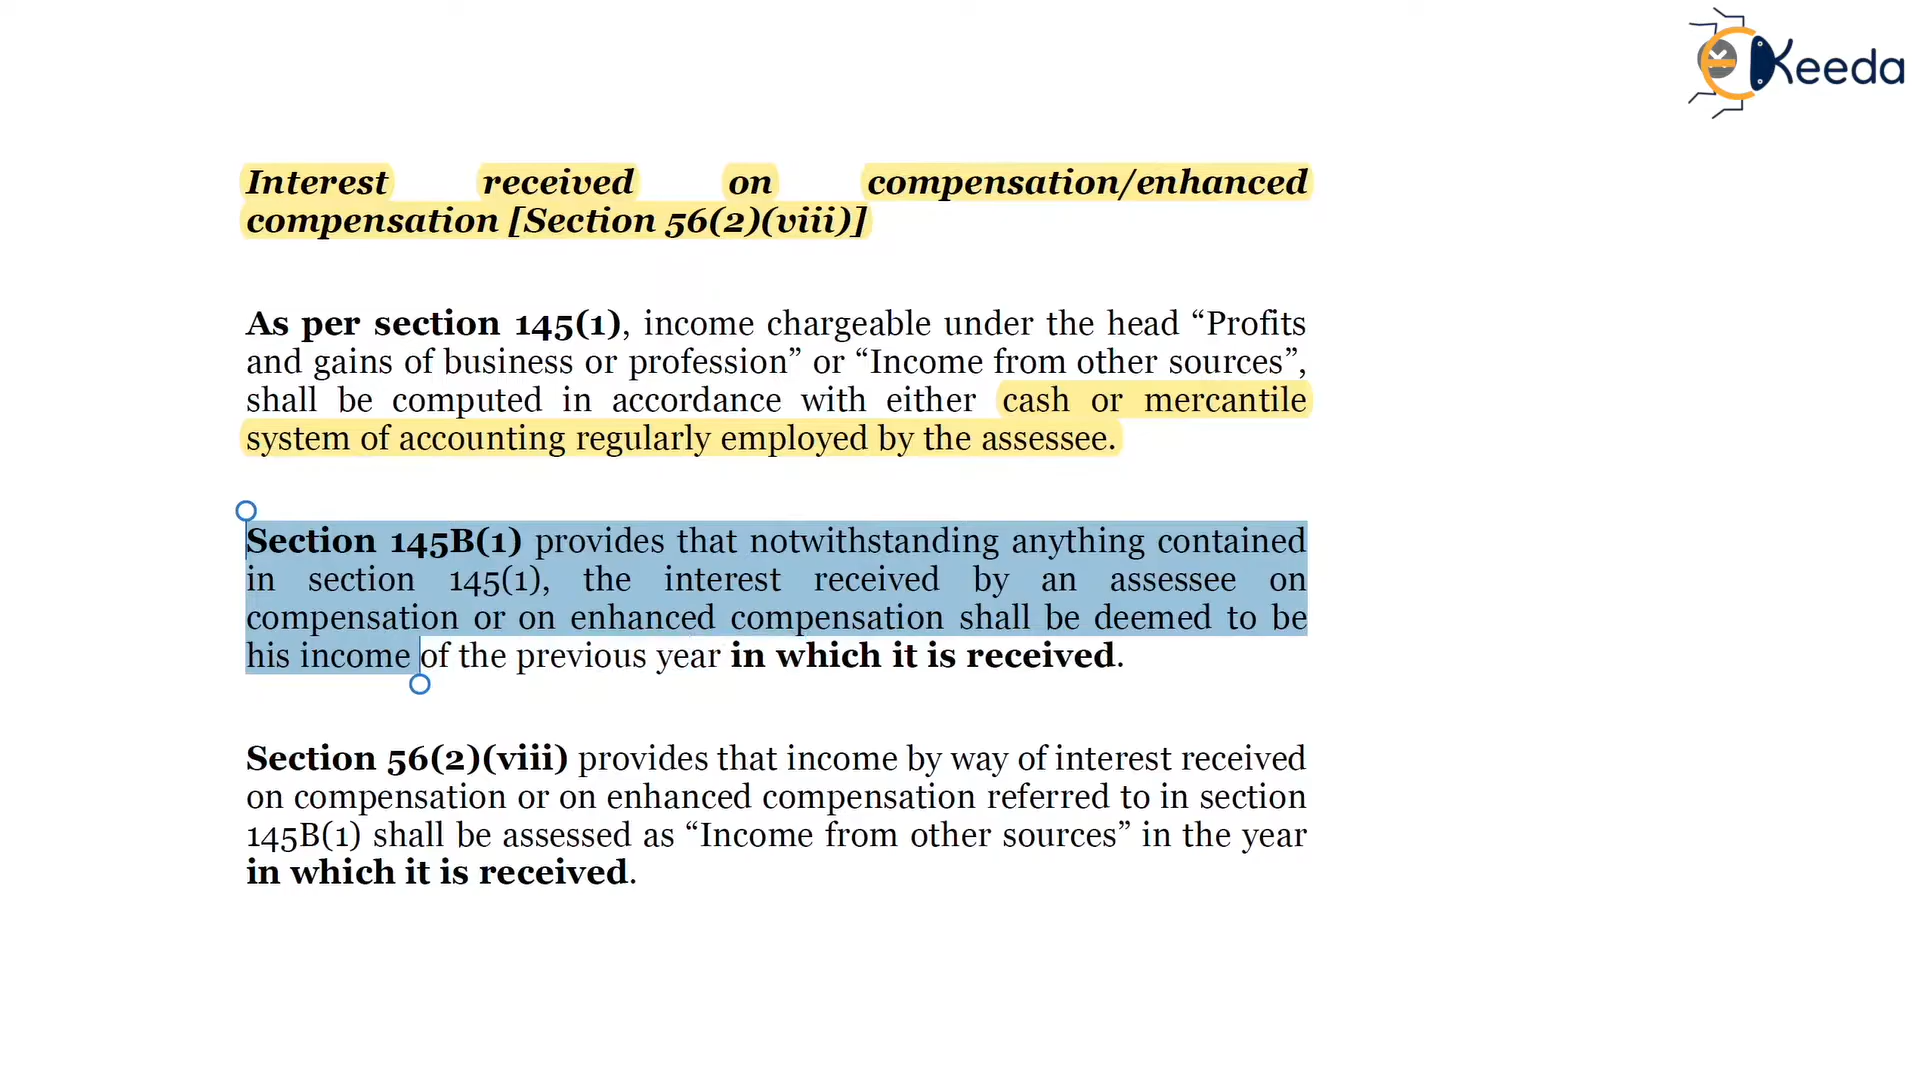 Keeda
Interest received on compensation/enhanced
compensation [Section 56(2)(viii)]
As per section 145(1), income chargeable under the head “Profits
and gains of business or profession” or “Income from other sources”,
shall be computed in accordance with either cash or mercantile
system of accounting regularly employed by the assessee.
Section 145B(1) provides that notwithstanding anything contained
in section 145(1), the interest received by an assessee on
compensation or on enhanced compensation shall be deemed to be
his income of the previous year in which it is received.
Section 56(2)(viii) provides that income by way of interest received
on compensation or on enhanced compensation referred to in section
145B(1) shall be assessed as “Income from other sources” in the year
in which it is received.